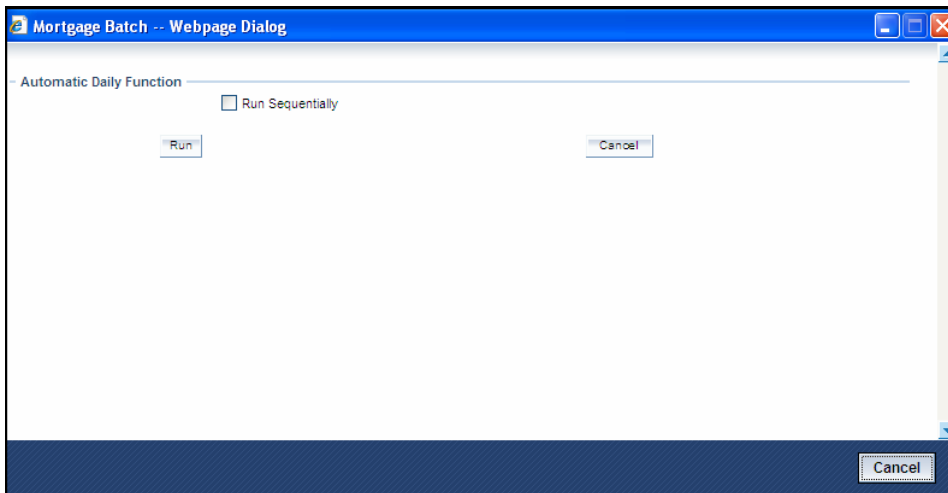 Mortgage Batch -- Webpage Dialog
Automatic Daily Function
Run Sequentially
Run Cancel
Cancel